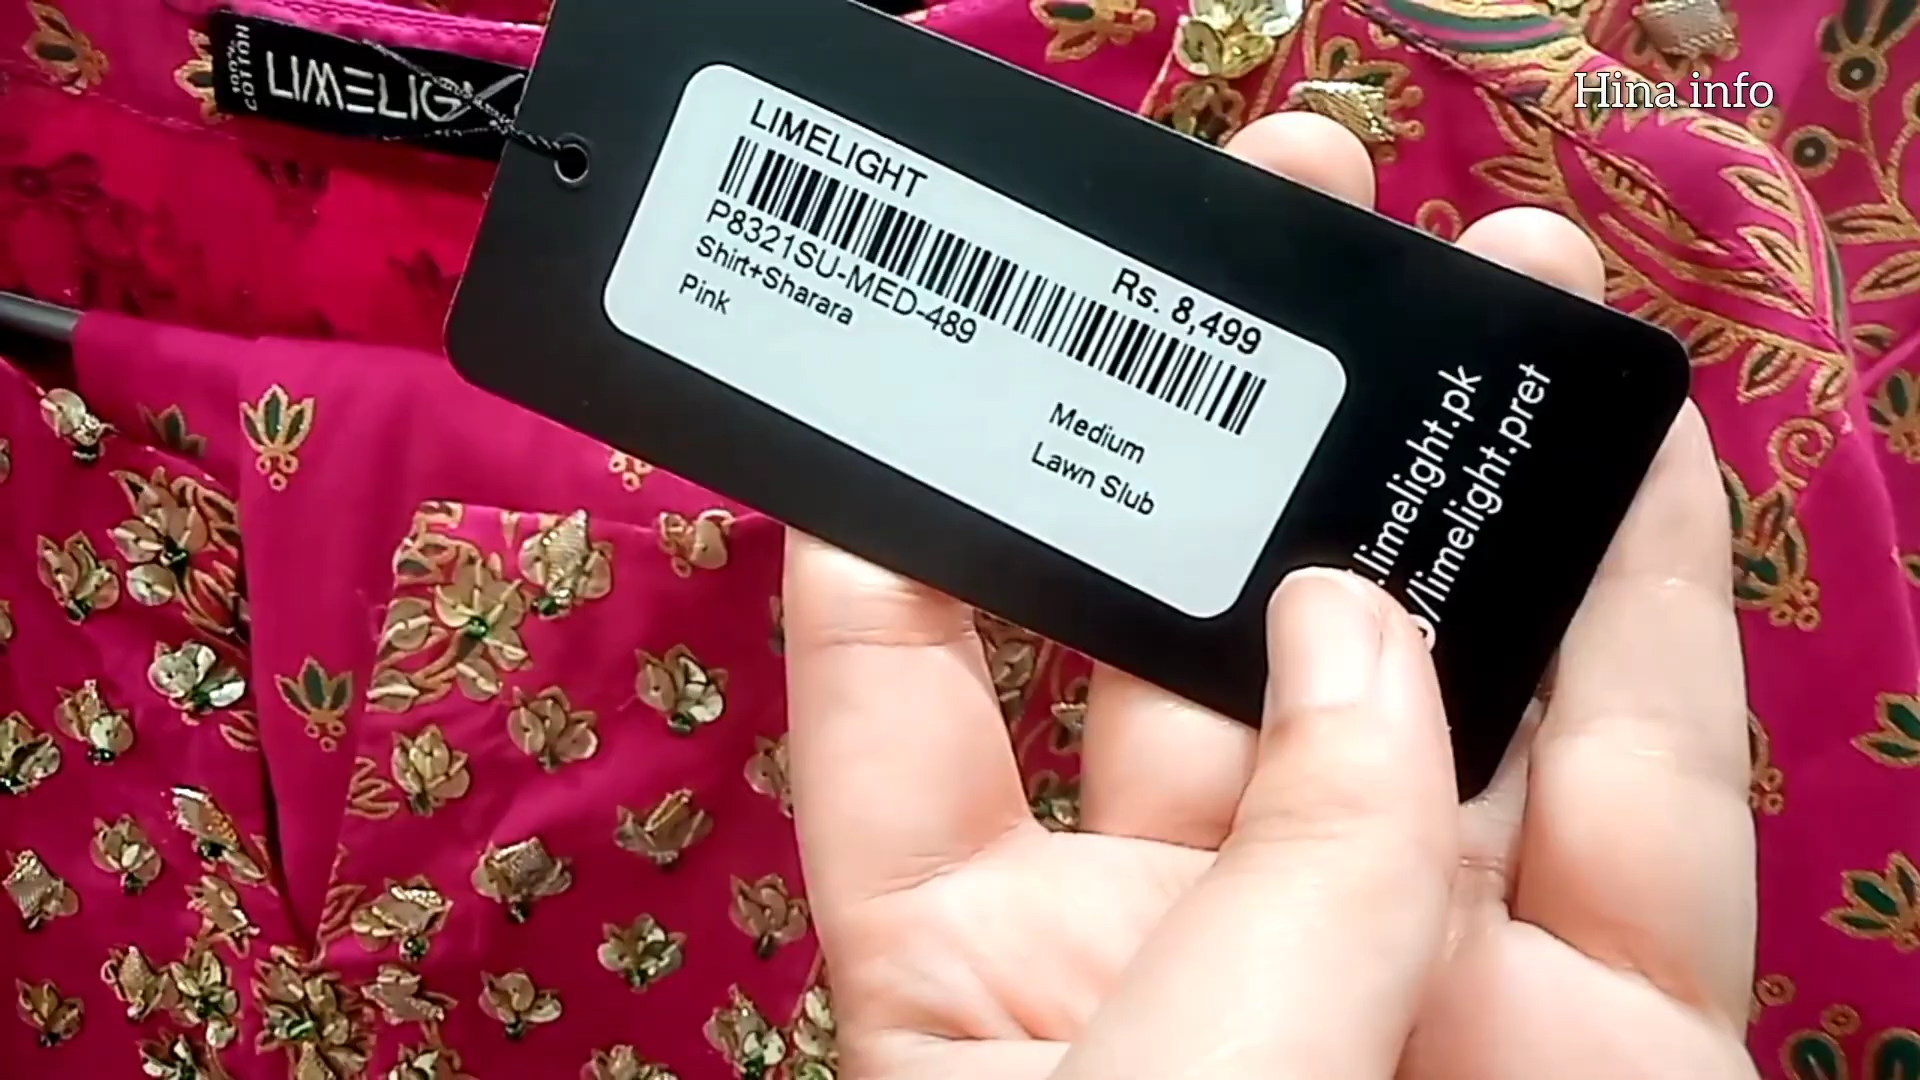 Hina info
100%
COTTON
LIMELIG
LIMELIGHT
Rs. 8,499
P8321SU-MED-489
Shirt+Sharara
Pink
Medium
Lawn Slub
.limelight.pk
/limelight.pret